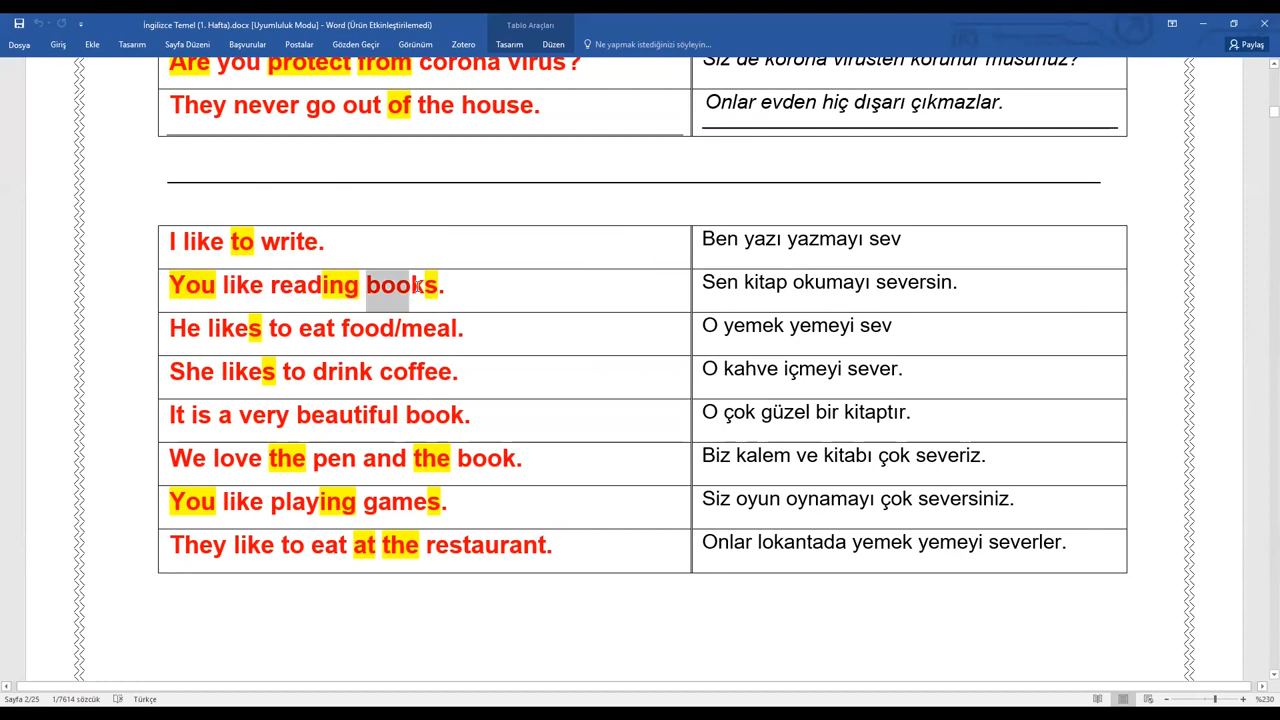 İngilizce Temel (1. Hafta).docx [Uyumluluk Modu] - Word (Ürün Etkinleştirilemedi)
Tablo Araçları
Dosya Giriş Ekle Tasarım Sayfa Düzeni Başvurular Postalar Gözden Geçir Görünüm Zotero Tasarım Düzen Ne yapmak istediğinizi söyleyin... Paylaş
Are you protect from corona virus? Siz de korona virüsten korunur musunuz?
They never go out of the house. Onlar evden hiç dışarı çıkmazlar.
I like to write. Ben yazı yazmayı sev
You like reading books. Sen kitap okumayı seversin.
He likes to eat food/meal. O yemek yemeyi sev
She likes to drink coffee. O kahve içmeyi sever.
It is a very beautiful book. O çok güzel bir kitaptır.
We love the pen and the book. Biz kalem ve kitabı çok severiz.
You like playing games. Siz oyun oynamayı çok seversiniz.
They like to eat at the restaurant. Onlar lokantada yemek yemeyi severler.
Sayfa 2/25 1/7614 sözcük Türkçe %230